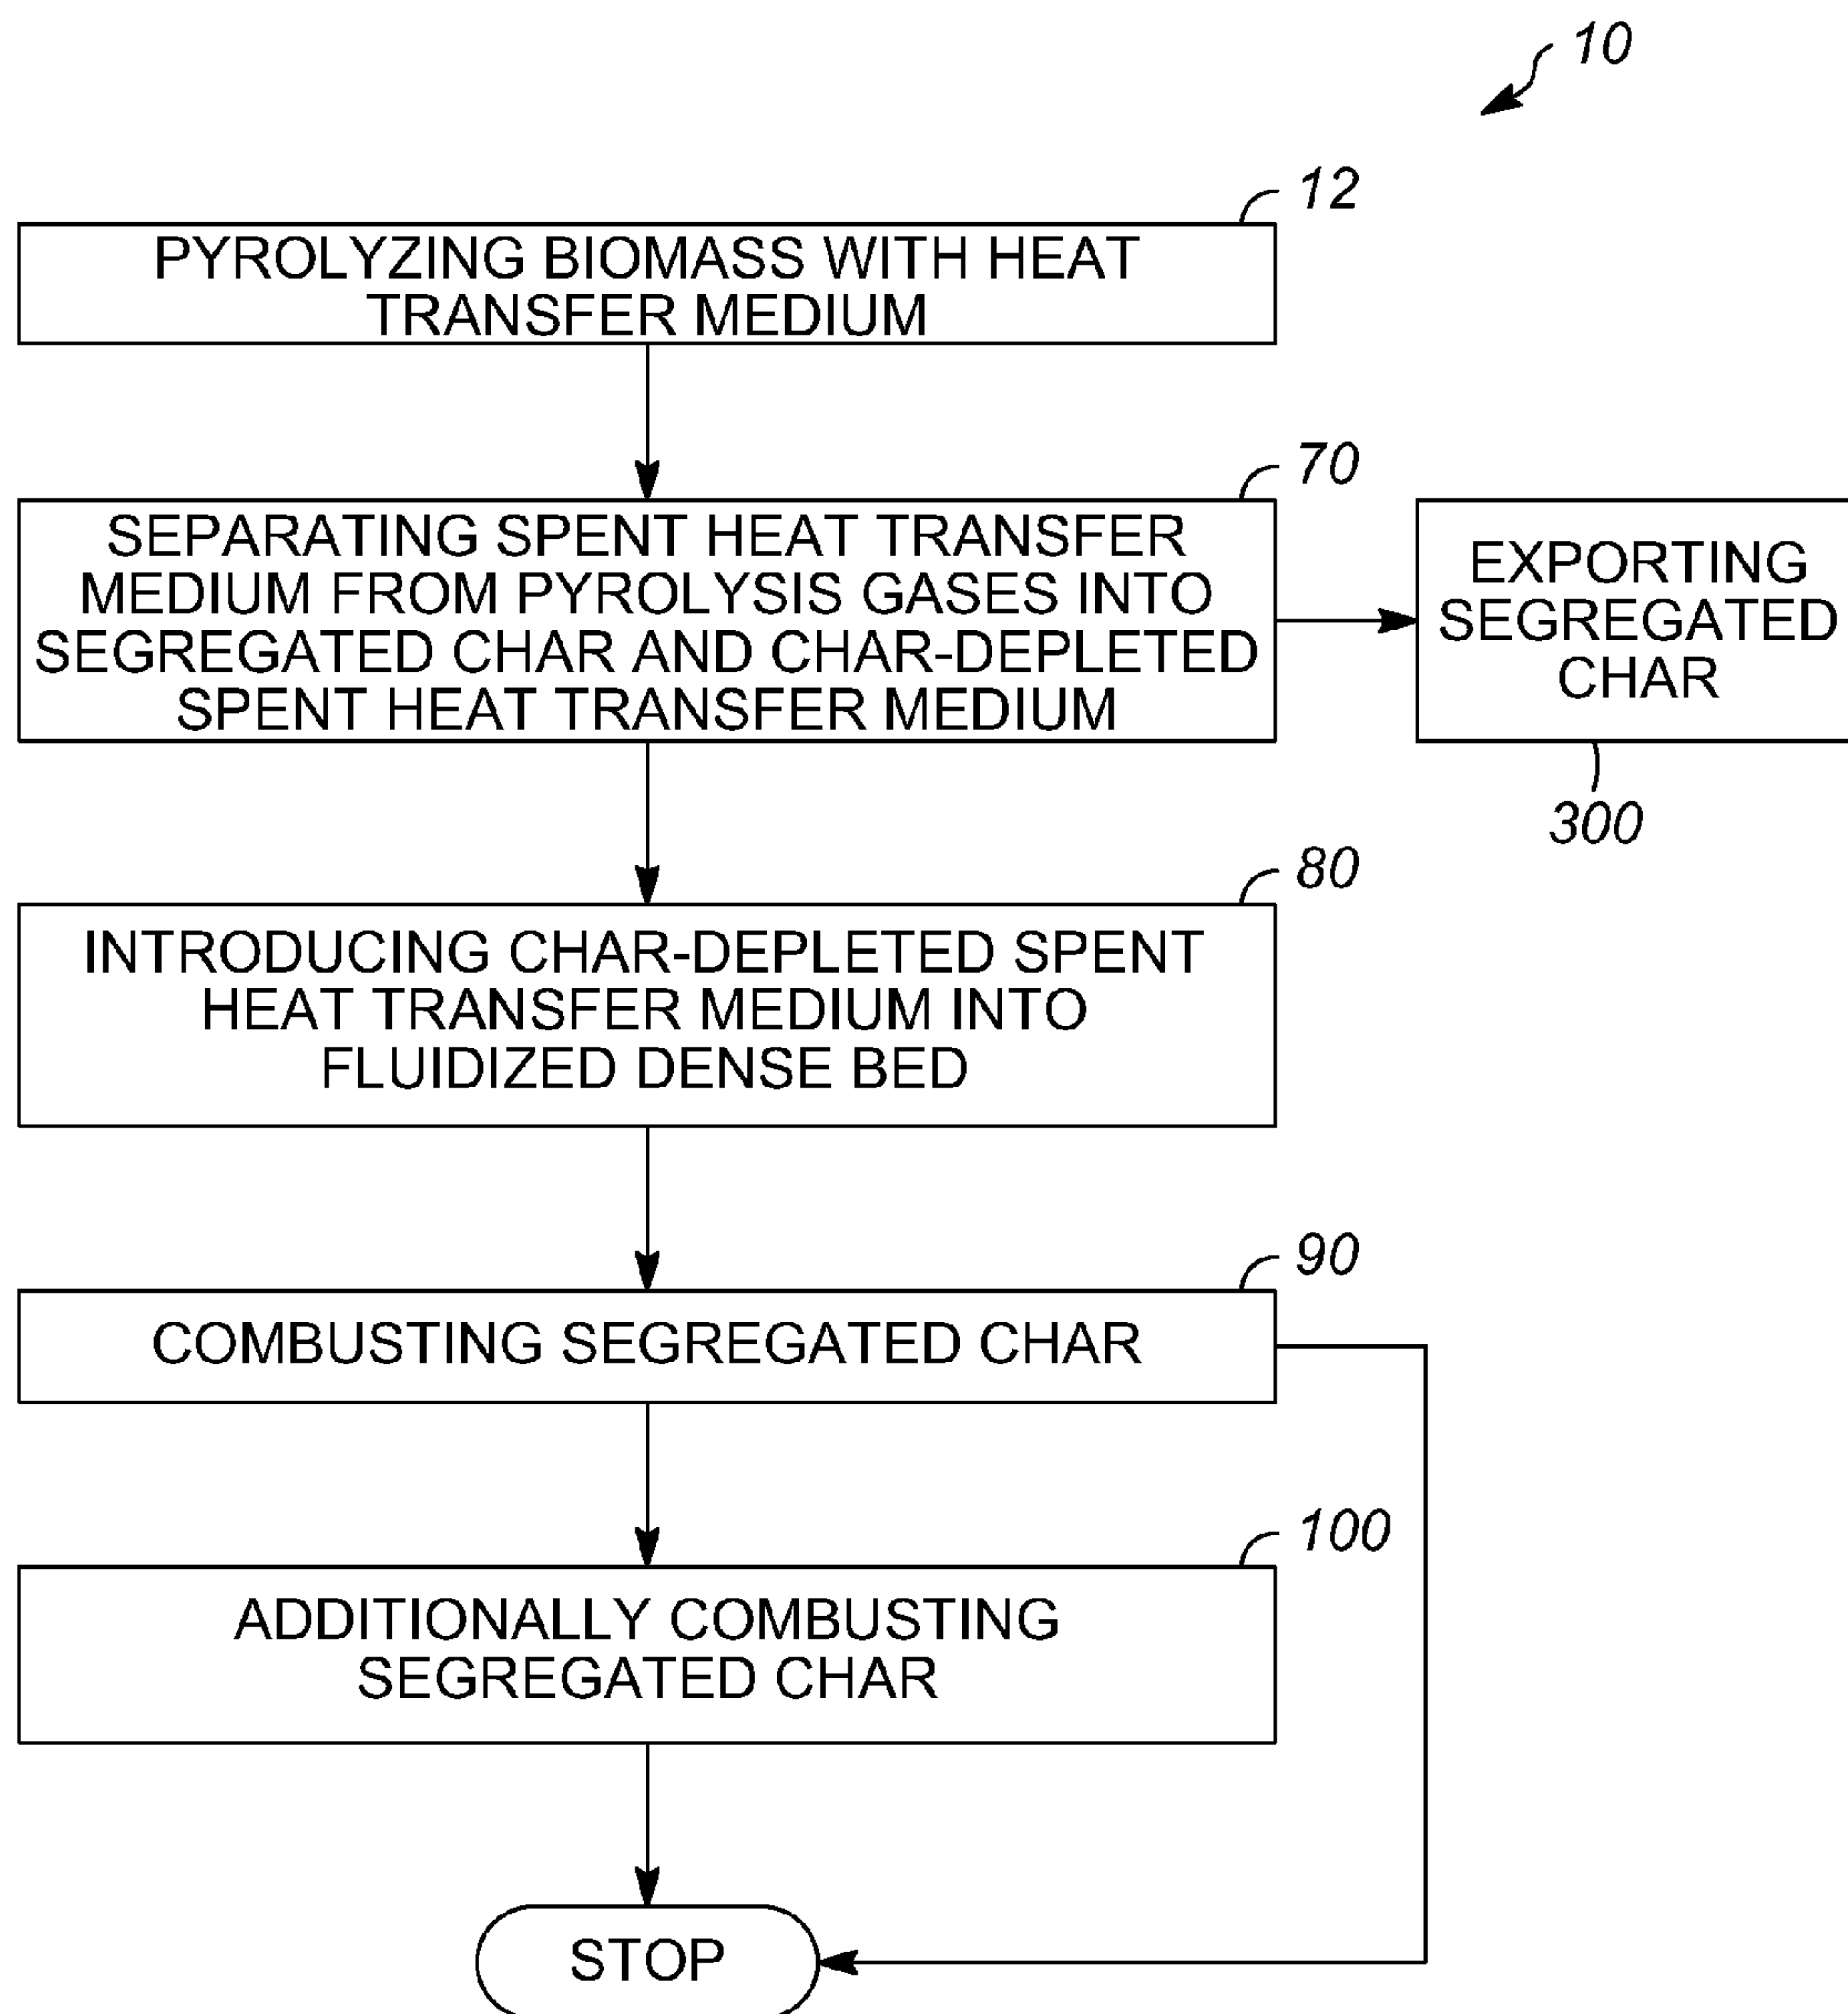 10
12
PYROLYZING BIOMASS WITH HEAT
TRANSFER MEDIUM
70
SEPARATING SPENT HEAT TRANSFER
MEDIUM FROM PYROLYSIS GASES INTO
SEGREGATED CHAR AND CHAR-DEPLETED
SPENT HEAT TRANSFER MEDIUM
EXPORTING
SEGREGATED
CHAR
300
80
INTRODUCING CHAR-DEPLETED SPENT
HEAT TRANSFER MEDIUM INTO
FLUIDIZED DENSE BED
90
COMBUSTING SEGREGATED CHAR
100
ADDITIONALLY COMBUSTING
SEGREGATED CHAR
STOP